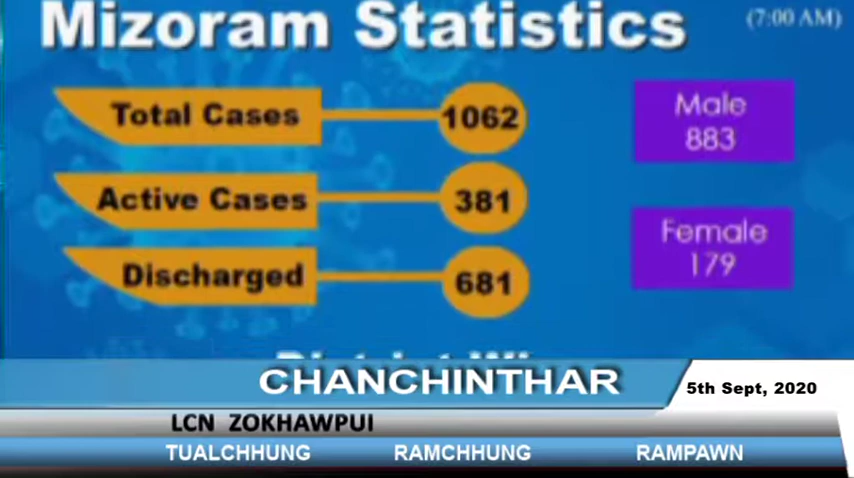 Mizoram Statistics
(7:00 AM)
Total Cases 1062
Male
883
Active Cases 381
Female
179
Discharged 681
CHANCHINTHAR
5th Sept, 2020
LCN ZOKHAWPUI
TUALCHHUNG RAMCHHUNG RAMPAWN